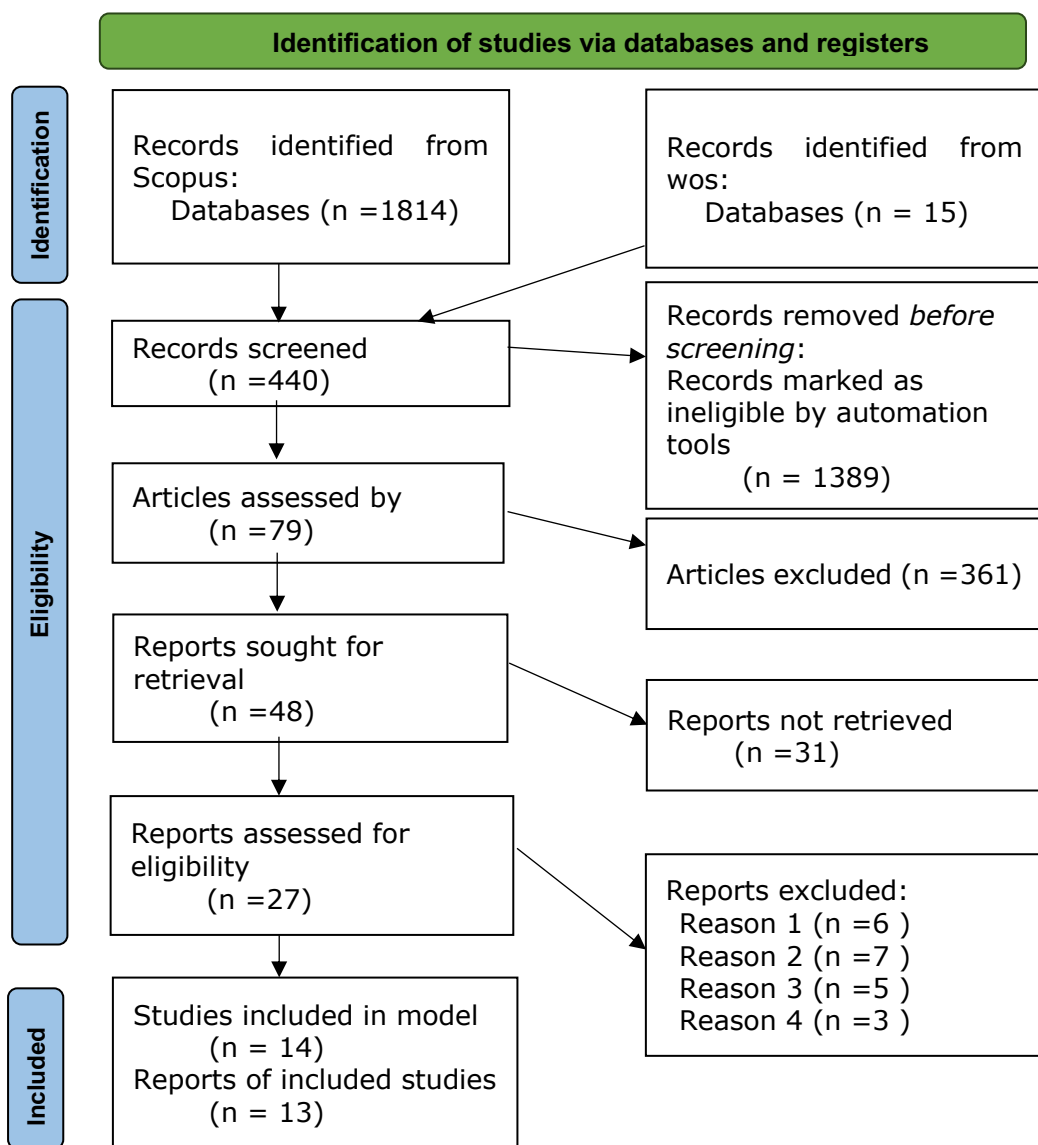 Identification of studies via databases and registers
Identification
Records identified from
Scopus:
Databases (n =1814)
Records identified from
wos:
Databases (n = 15)
Eligibility
Records screened
(n =440)
Records removed before
screening:
Records marked as
ineligible by automation
tools
(n = 1389)
Articles assessed by
(n =79)
Articles excluded (n =361)
Reports sought for
retrieval
(n =48)
Reports not retrieved
(n =31)
Reports assessed for
eligibility
(n =27)
Reports excluded:
Reason 1 (n =6 )
Reason 2 (n =7 )
Reason 3 (n =5 )
Reason 4 (n =3 )
Included
Studies included in model
(n = 14)
Reports of included studies
(n = 13)